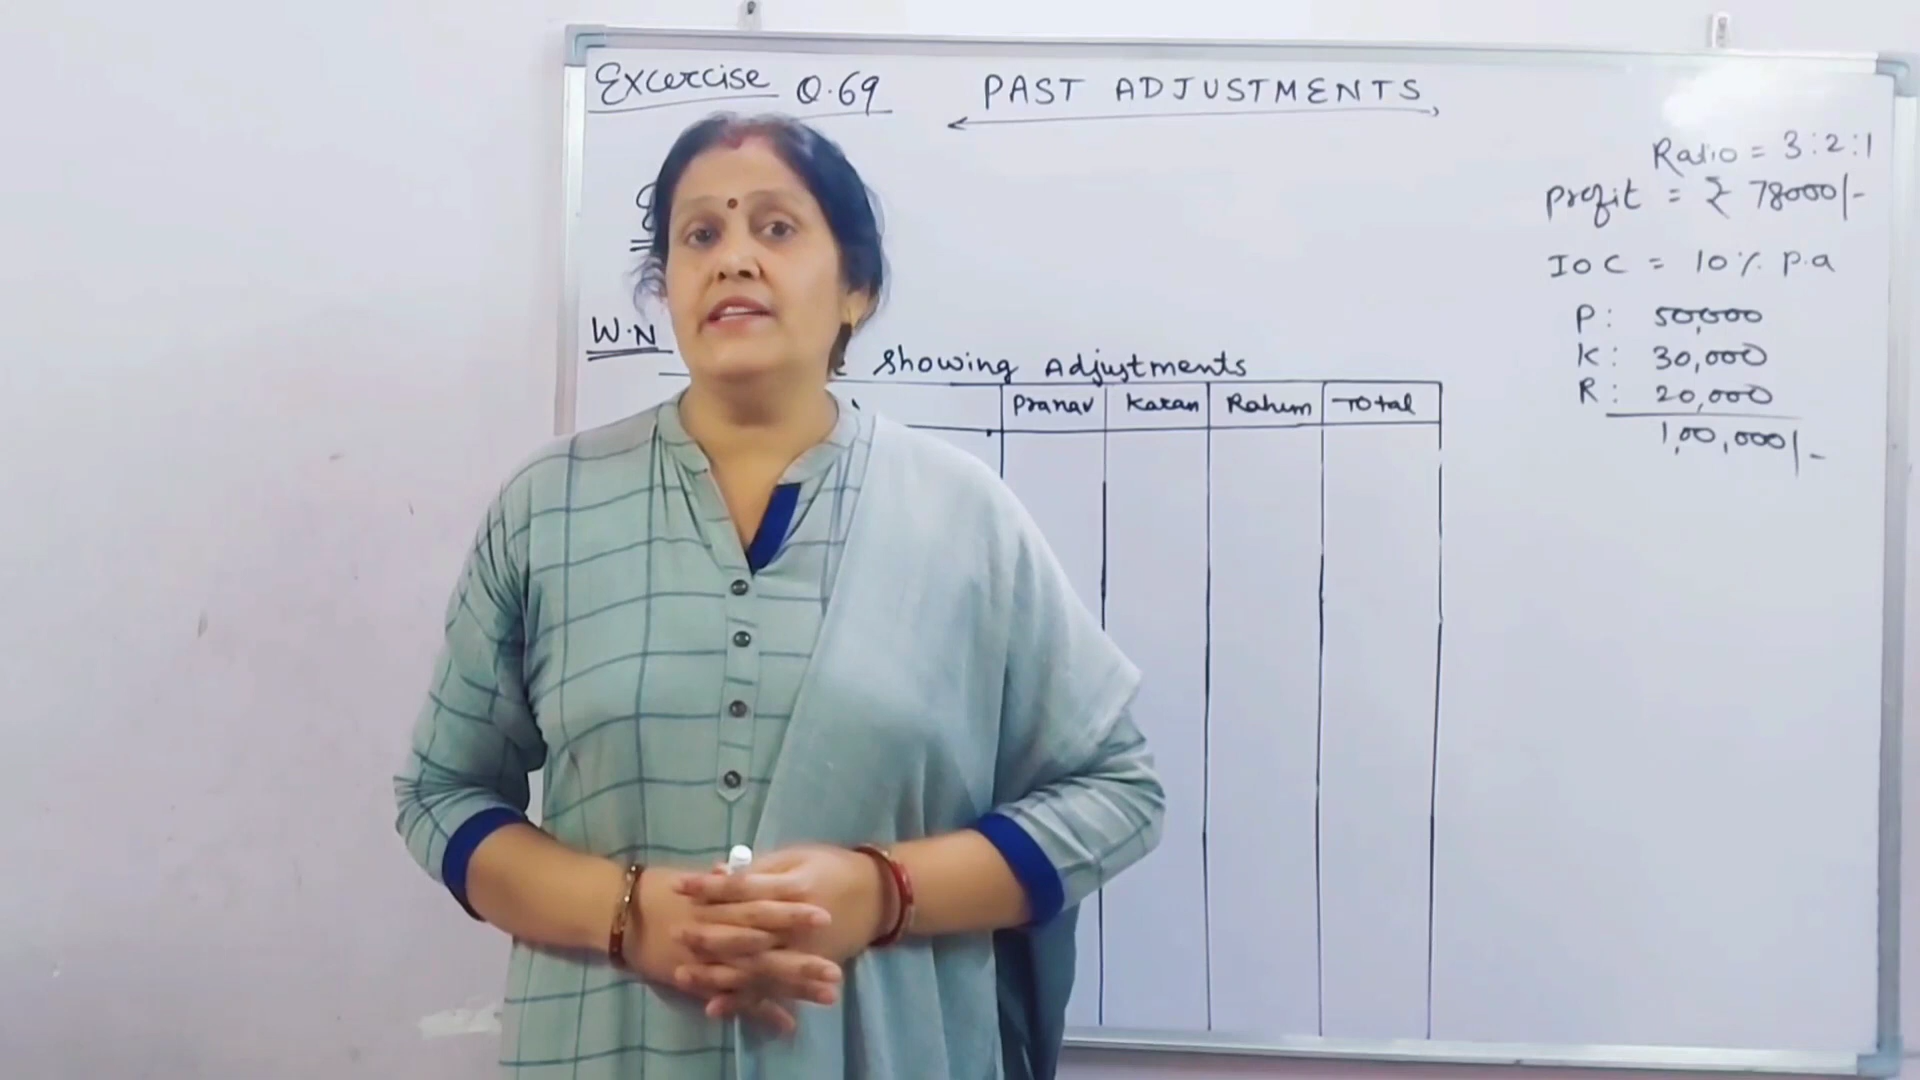 Excercise Q.69
PAST ADJUSTMENTS
Ratio = 3:2:1
Profit = ₹ 78000/-
IOC = 10% p.a
P: 50,000
K: 30,000
R: 20,000
1,00,000/-
W.N
Showing Adjustments
Pranav Karan Rahim Total